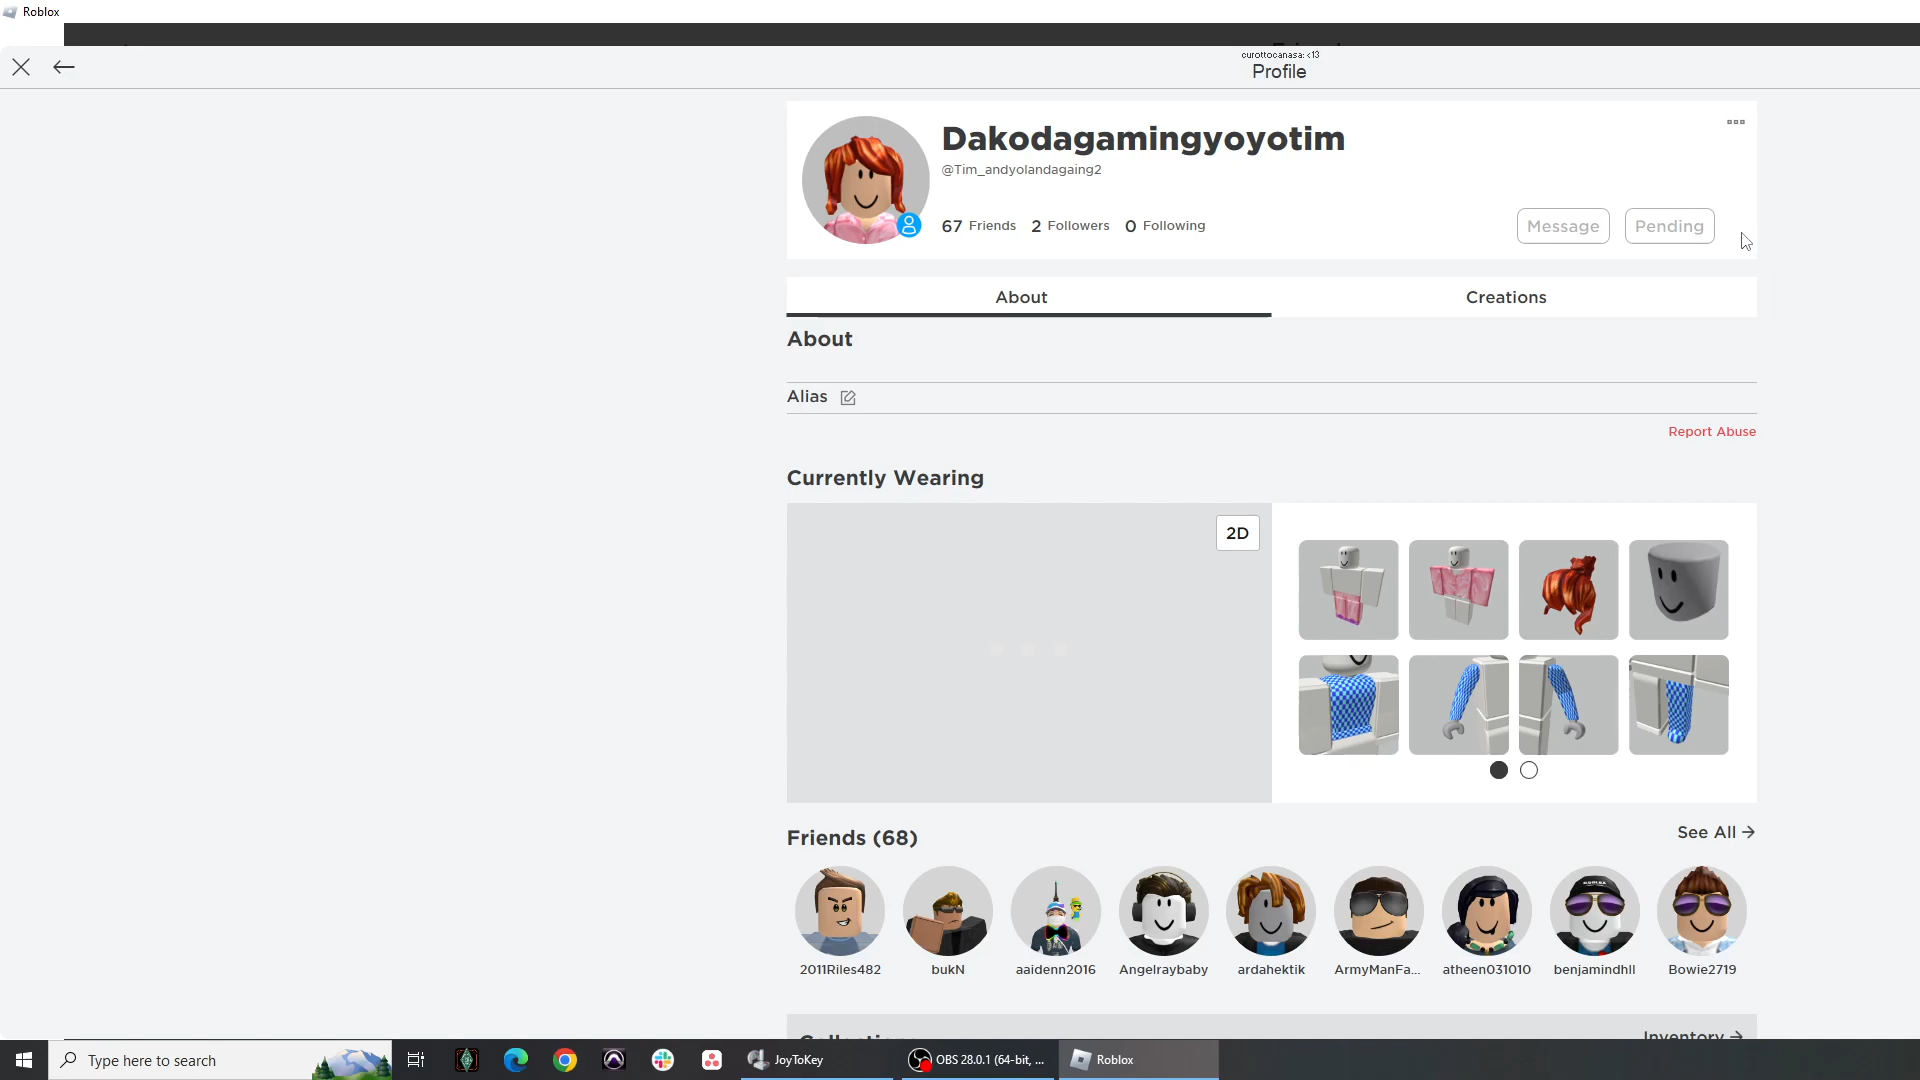 Roblox
curottocanasa: <13
Profile
Dakodagamingyoyotim
@Tim_andyolandagaing2
67 Friends 2 Followers 0 Following
Message Pending
About Creations
About
Alias
Report Abuse
Currently Wearing
2D
Friends (68) See All
2011Riles482 bukN aaidenn2016 Angelraybaby ardahektik ArmyManFa... atheen031010 benjamindhll Bowie2719
Inventory
Type here to search JoyToKey OBS 28.0.1 (64-bit, ... Roblox